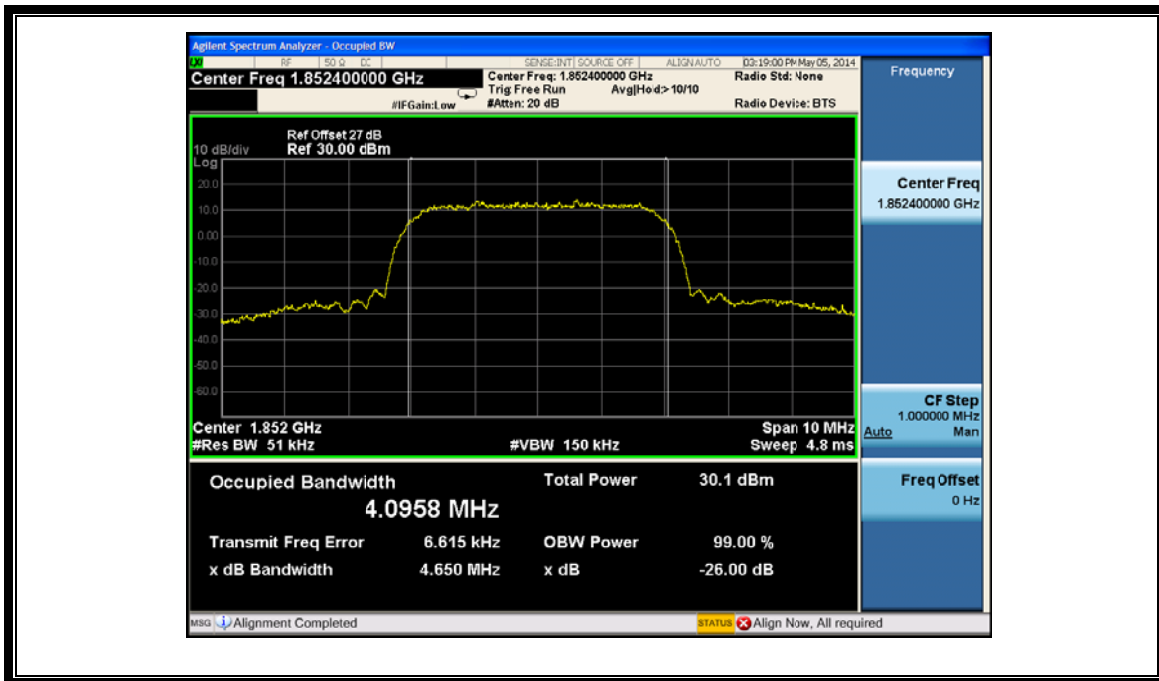 Agilent Spectrum Analyzer - Occupied BW
RF 50 Ω DC SENSE:INT SOURCE OFF ALIGNAUTO 03:19:00 PM May 05, 2014
Center Freq 1.852400000 GHz
Center Freq: 1.852400000 GHz
Radio Std: None
Trig: Free Run Avg|Hold:> 10/10
#IFGain:Low
#Atten: 20 dB
Radio Device: BTS
Ref Offset 27 dB
10 dB/div Ref 30.00 dBm
Log
20.0
10.0
0.00
-10.0
-20.0
-30.0
-40.0
-50.0
-60.0
Center 1.852 GHz Span 10 MHz
#Res BW 51 kHz #VBW 150 kHz Sweep 4.8 ms
Occupied Bandwidth Total Power 30.1 dBm
4.0958 MHz
Transmit Freq Error 6.615 kHz OBW Power 99.00 %
x dB Bandwidth 4.650 MHz x dB -26.00 dB
Frequency
Center Freq
1.852400000 GHz
CF Step
1.000000 MHz
Auto Man
Freq Offset
0 Hz
MSG Alignment Completed STATUS Align Now, All required